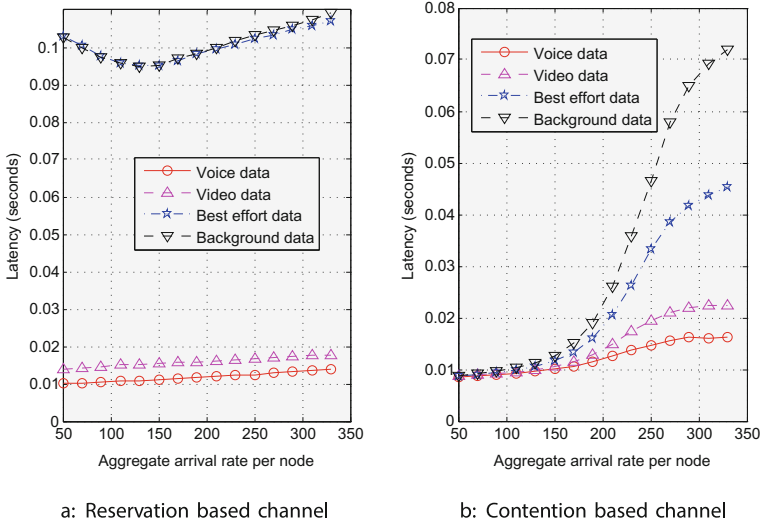 0.1
0.09
0.08
0.07
0.06
0.05
0.04
0.03
0.02
0.01
0
50 100 150 200 250 300 350
Latency (seconds)
Aggregate arrival rate per node
Voice data
Video data
Best effort data
Background data
a: Reservation based channel
0.08
0.07
0.06
0.05
0.04
0.03
0.02
0.01
0
50 100 150 200 250 300 350
Latency (seconds)
Aggregate arrival rate per node
Voice data
Video data
Best effort data
Background data
b: Contention based channel